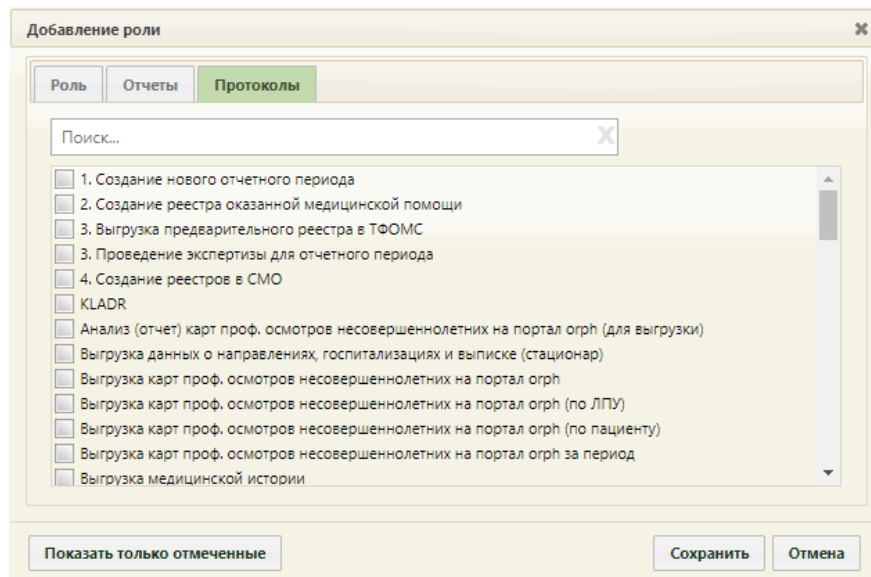 Добавление роли
Роль Отчеты Протоколы
Поиск...
1. Создание нового отчетного периода
2. Создание реестра оказанной медицинской помощи
3. Выгрузка предварительного реестра в ТФОМС
3. Проведение экспертизы для отчетного периода
4. Создание реестров в СМО
KLADR
Анализ (отчет) карт проф. осмотров несовершеннолетних на портал orph (для выгрузки)
Выгрузка данных о направлениях, госпитализациях и выписке (стационар)
Выгрузка карт проф. осмотров несовершеннолетних на портал orph
Выгрузка карт проф. осмотров несовершеннолетних на портал orph (по ЛПУ)
Выгрузка карт проф. осмотров несовершеннолетних на портал orph (по пациенту)
Выгрузка карт проф. осмотров несовершеннолетних на портал orph за период
Выгрузка медицинской истории
Показать только отмеченные Сохранить Отмена